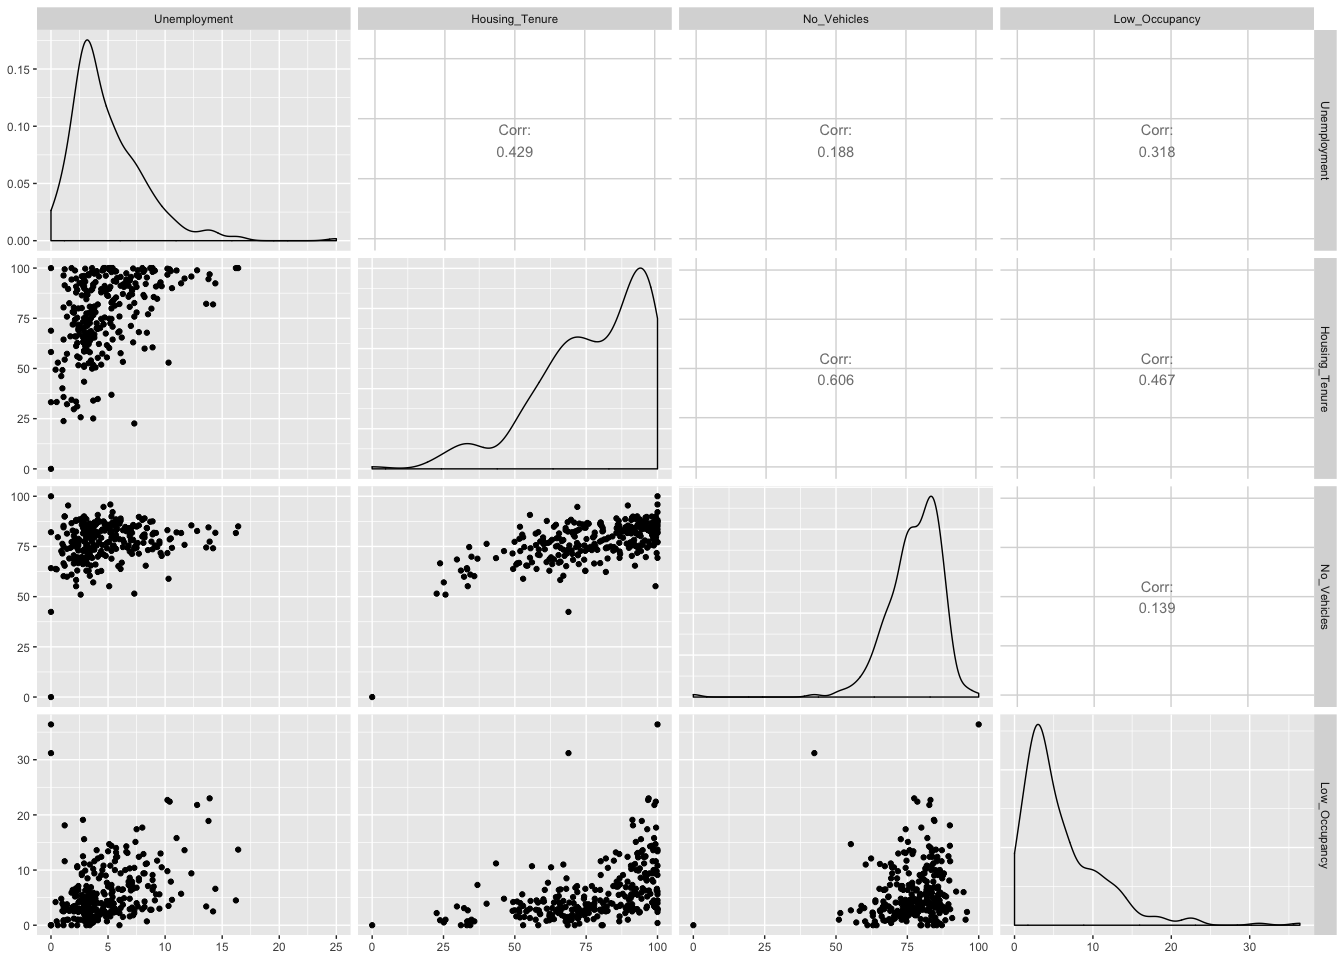 Unemployment Housing_Tenure No_Vehicles Low_Occupancy
0.15
0.10
0.05
0.00
Corr:
0.429
Corr:
0.188
Corr:
0.318
Unemployment
100
75
50
25
0
Corr:
0.606
Corr:
0.467
Housing_Tenure
100
75
50
25
0
Corr:
0.139
No_Vehicles
30
20
10
0
Low_Occupancy
0 5 10 15 20 25 0 25 50 75 100 0 25 50 75 100 0 10 20 30